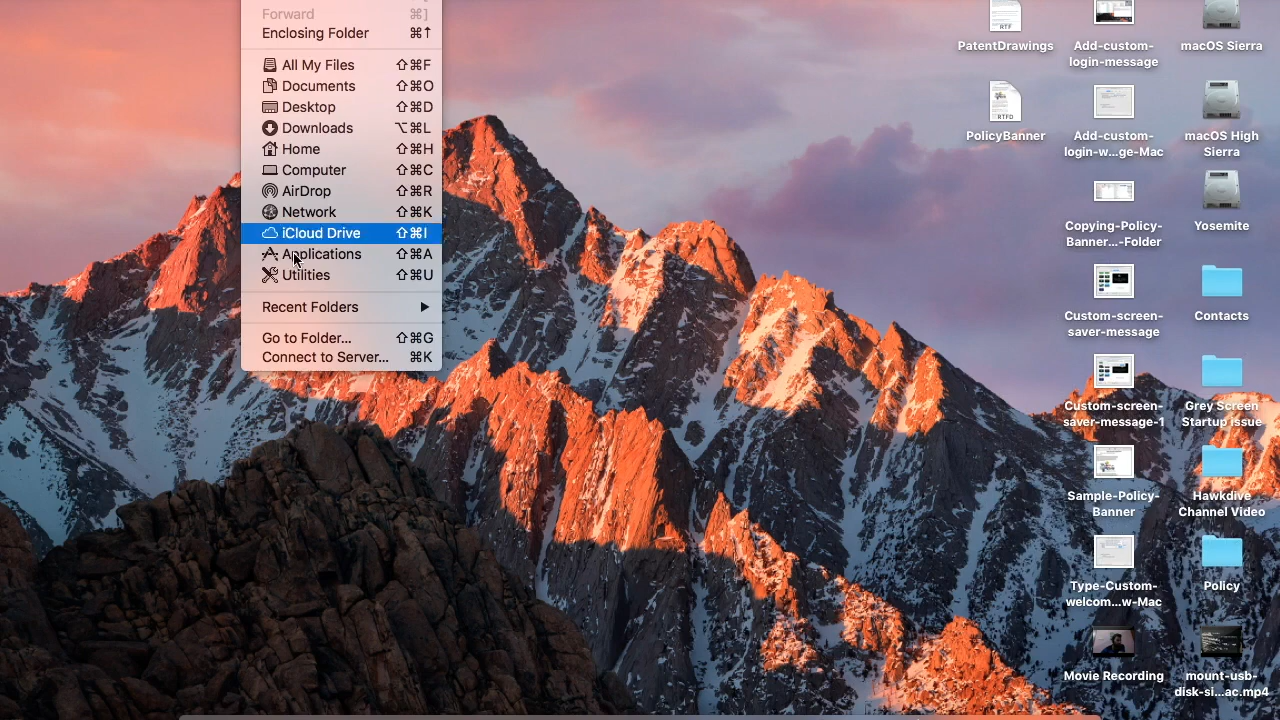 Forward ⌘]
Enclosing Folder ⌘↑
All My Files ⇧⌘F
Documents ⇧⌘O
Desktop ⇧⌘D
Downloads ⌥⌘L
Home ⇧⌘H
Computer ⇧⌘C
AirDrop ⇧⌘R
Network ⇧⌘K
iCloud Drive ⇧⌘I
Applications ⇧⌘A
Utilities ⇧⌘U
Recent Folders
Go to Folder... ⇧⌘G
Connect to Server... ⌘K
RTF
PatentDrawings
Add-custom-
login-message
macOS Sierra
RTFD
PolicyBanner
Add-custom-
login-w...ge-Mac
macOS High
Sierra
Copying-Policy-
Banner...-Folder
Yosemite
Custom-screen-
saver-message
Contacts
Custom-screen-
saver-message-1
Grey Screen
Startup issue
Sample-Policy-
Banner
Hawkdive
Channel Video
Type-Custom-
welcom...w-Mac
Policy
Movie Recording
mount-usb-
disk-si...ac.mp4